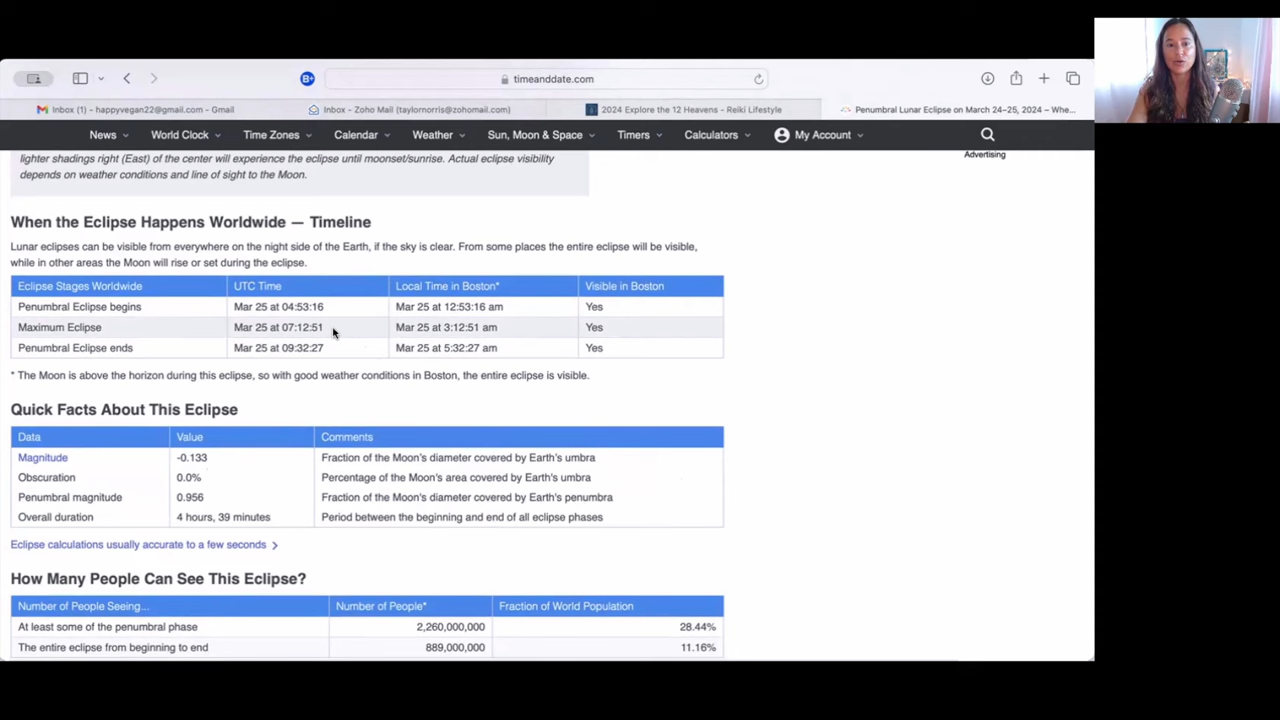 timeanddate.com
Inbox (1) - happyvegan22@gmail.com - Gmail
Inbox - Zoho Mail (taylornorris@zohomail.com)
2024 Explore the 12 Heavens - Reiki Lifestyle
Penumbral Lunar Eclipse on March 24–25, 2024 – Whe...
News
World Clock
Time Zones
Calendar
Weather
Sun, Moon & Space
Timers
Calculators
My Account
Advertising
lighter shadings right (East) of the center will experience the eclipse until moonset/sunrise. Actual eclipse visibility
depends on weather conditions and line of sight to the Moon.
When the Eclipse Happens Worldwide — Timeline
Lunar eclipses can be visible from everywhere on the night side of the Earth, if the sky is clear. From some places the entire eclipse will be visible,
while in other areas the Moon will rise or set during the eclipse.
Eclipse Stages Worldwide UTC Time Local Time in Boston* Visible in Boston
Penumbral Eclipse begins Mar 25 at 04:53:16 Mar 25 at 12:53:16 am Yes
Maximum Eclipse Mar 25 at 07:12:51 Mar 25 at 3:12:51 am Yes
Penumbral Eclipse ends Mar 25 at 09:32:27 Mar 25 at 5:32:27 am Yes
* The Moon is above the horizon during this eclipse, so with good weather conditions in Boston, the entire eclipse is visible.
Quick Facts About This Eclipse
Data Value Comments
Magnitude -0.133 Fraction of the Moon's diameter covered by Earth's umbra
Obscuration 0.0% Percentage of the Moon's area covered by Earth's umbra
Penumbral magnitude 0.956 Fraction of the Moon's diameter covered by Earth's penumbra
Overall duration 4 hours, 39 minutes Period between the beginning and end of all eclipse phases
Eclipse calculations usually accurate to a few seconds
How Many People Can See This Eclipse?
Number of People Seeing... Number of People* Fraction of World Population
At least some of the penumbral phase 2,260,000,000 28.44%
The entire eclipse from beginning to end 889,000,000 11.16%